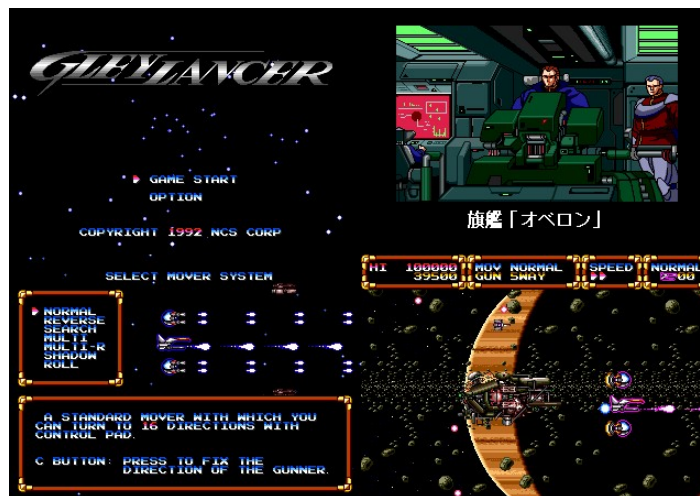 GLEYLANCER
GAME START
OPTION
COPYRIGHT 1992 NCS CORP
旗艦「オベロン」
SELECT MOVER SYSTEM
NORMAL
REVERSE
SEARCH
MULTI
MULTI-R
SHADOW
ROLL
A STANDARD MOVER WITH WHICH YOU
CAN TURN TO 16 DIRECTIONS WITH
CONTROL PAD.
C BUTTON: PRESS TO FIX THE
DIRECTION OF THE GUNNER.
HI 100000
39500
MOV NORMAL
GUN 5WAY
SPEED
NORMAL
00